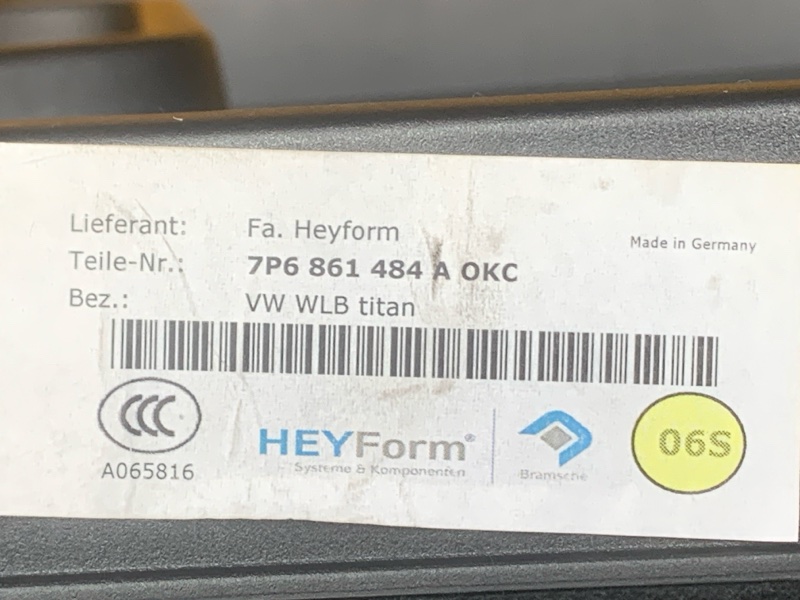 Lieferant: Fa. Heyform
Made in Germany
Teile-Nr.: 7P6 861 484 A OKC
Bez.: VW WLB titan
CCC
A065816
HEYForm®
Systeme & Komponenten
Bramsche
06S